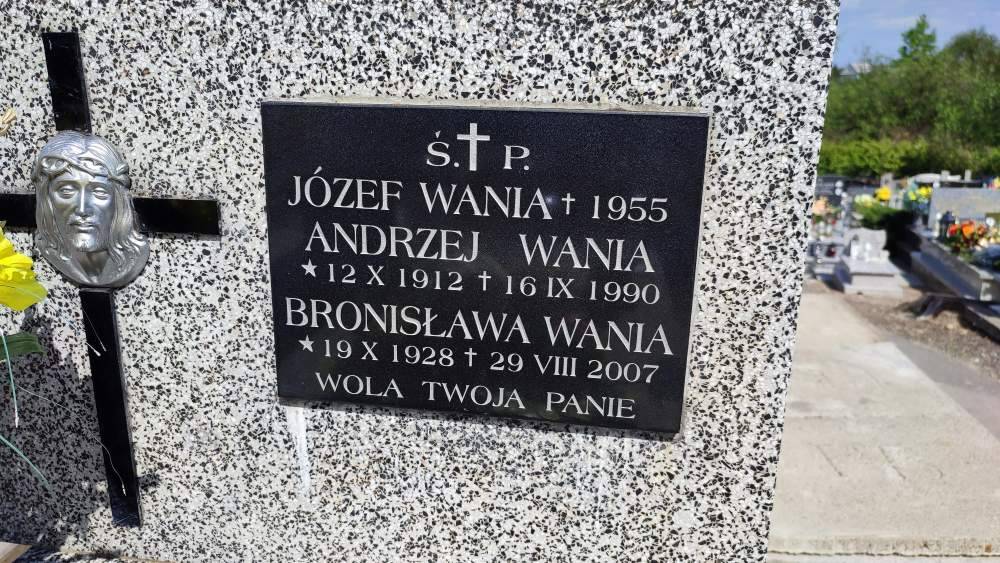 Ś. ✝ P.
JÓZEF WANIA ✝ 1955
ANDRZEJ WANIA
★ 12 X 1912 ✝ 16 IX 1990
BRONISŁAWA WANIA
★ 19 X 1928 ✝ 29 VIII 2007
WOLA TWOJA PANIE